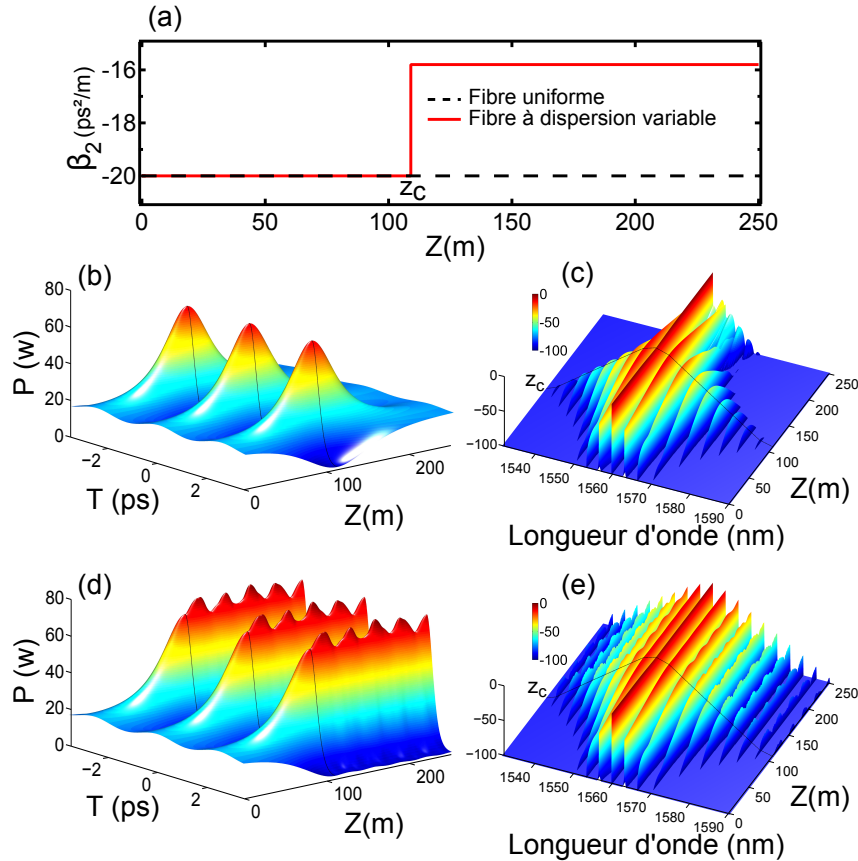 (a)
β₂ (ps²/m)
-16
-18
-20
Fibre uniforme
Fibre à dispersion variable
zc
0 50 100 150 200 250
Z(m)
(b)
P (w)
80
60
40
20
0
−2 0 2
T (ps)
0 100 200
Z(m)
(c)
0
-50
-100
zc
0
−50
−100
1540 1550 1560 1570 1580 1590
Longueur d'onde (nm)
0 50 100 150 200 250
Z(m)
(d)
P (w)
80
60
40
20
0
−2 0 2
T (ps)
0 100 200
Z(m)
(e)
0
-50
-100
zc
0
−50
−100
1540 1550 1560 1570 1580 1590
Longueur d'onde (nm)
0 50 100 150 200 250
Z(m)